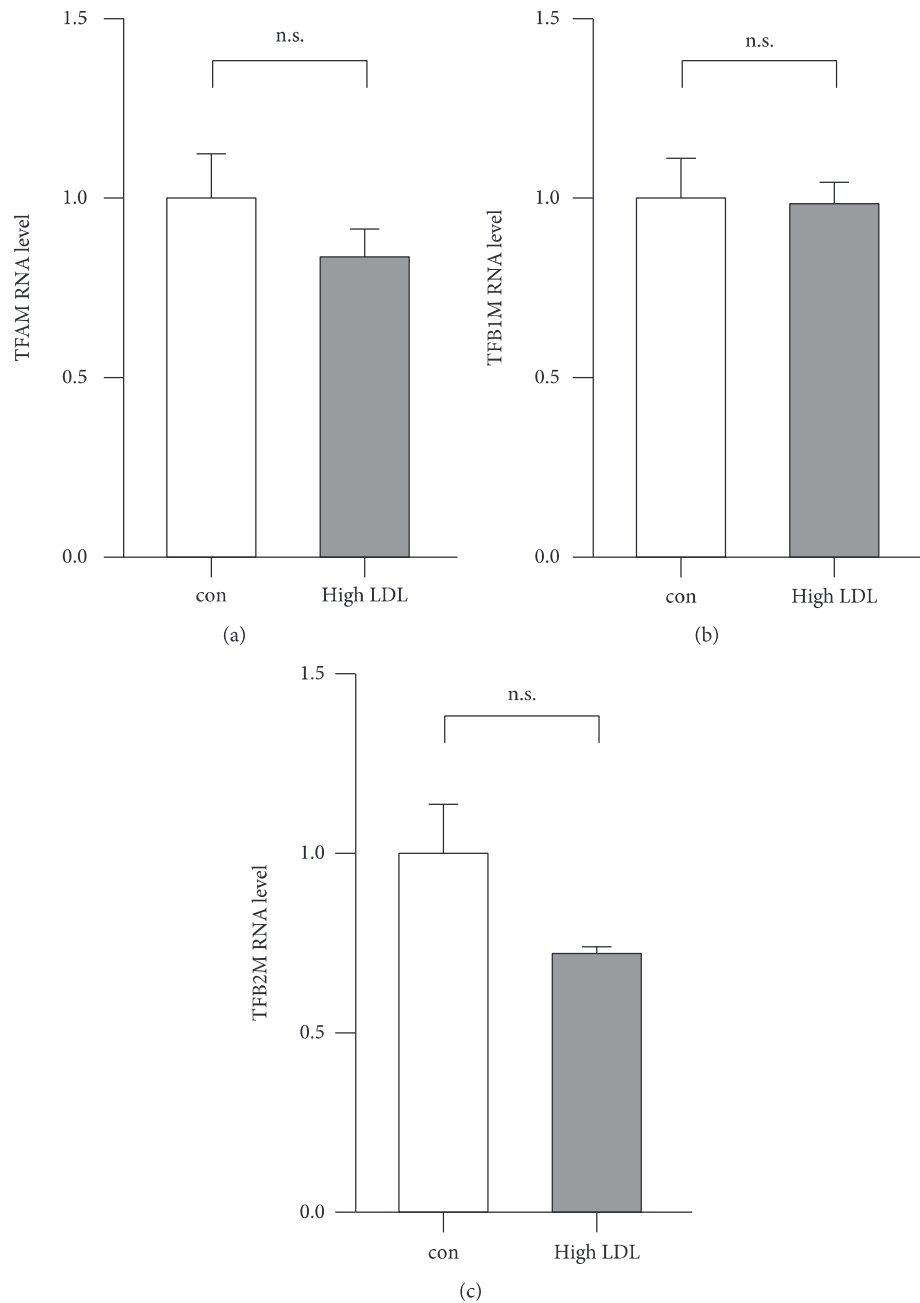 1.5
n.s.
1.0
TFAM RNA level
0.5
0.0
con High LDL
(a)
1.5
n.s.
1.0
TFB1M RNA level
0.5
0.0
con High LDL
(b)
1.5
n.s.
1.0
TFB2M RNA level
0.5
0.0
con High LDL
(c)